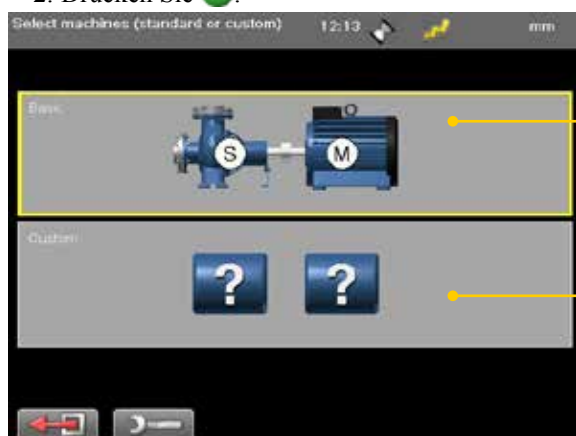 2. Drücken Sie
Select machines (standard or custom) 12:13 mm
Basic
S M
Custom
? ?